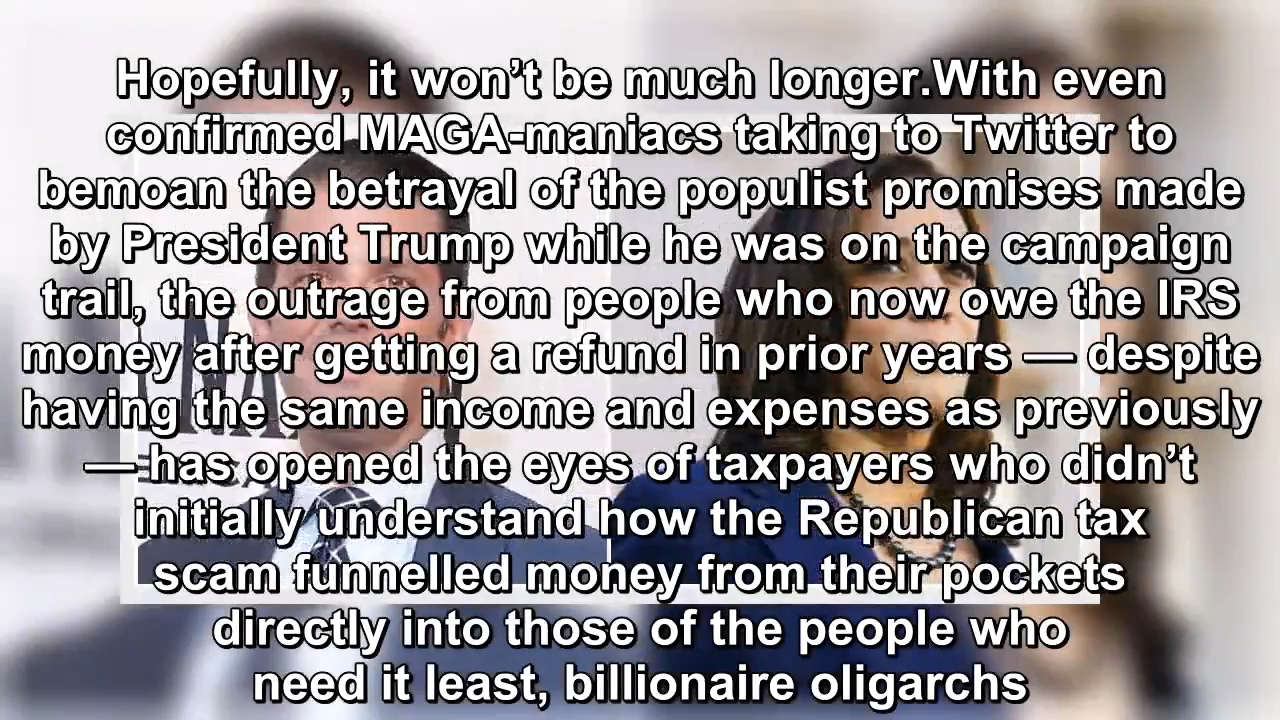 Hopefully, it won’t be much longer.With even
confirmed MAGA-maniacs taking to Twitter to
bemoan the betrayal of the populist promises made
by President Trump while he was on the campaign
trail, the outrage from people who now owe the IRS
money after getting a refund in prior years — despite
having the same income and expenses as previously
— has opened the eyes of taxpayers who didn’t
initially understand how the Republican tax
scam funnelled money from their pockets
directly into those of the people who
need it least, billionaire oligarchs